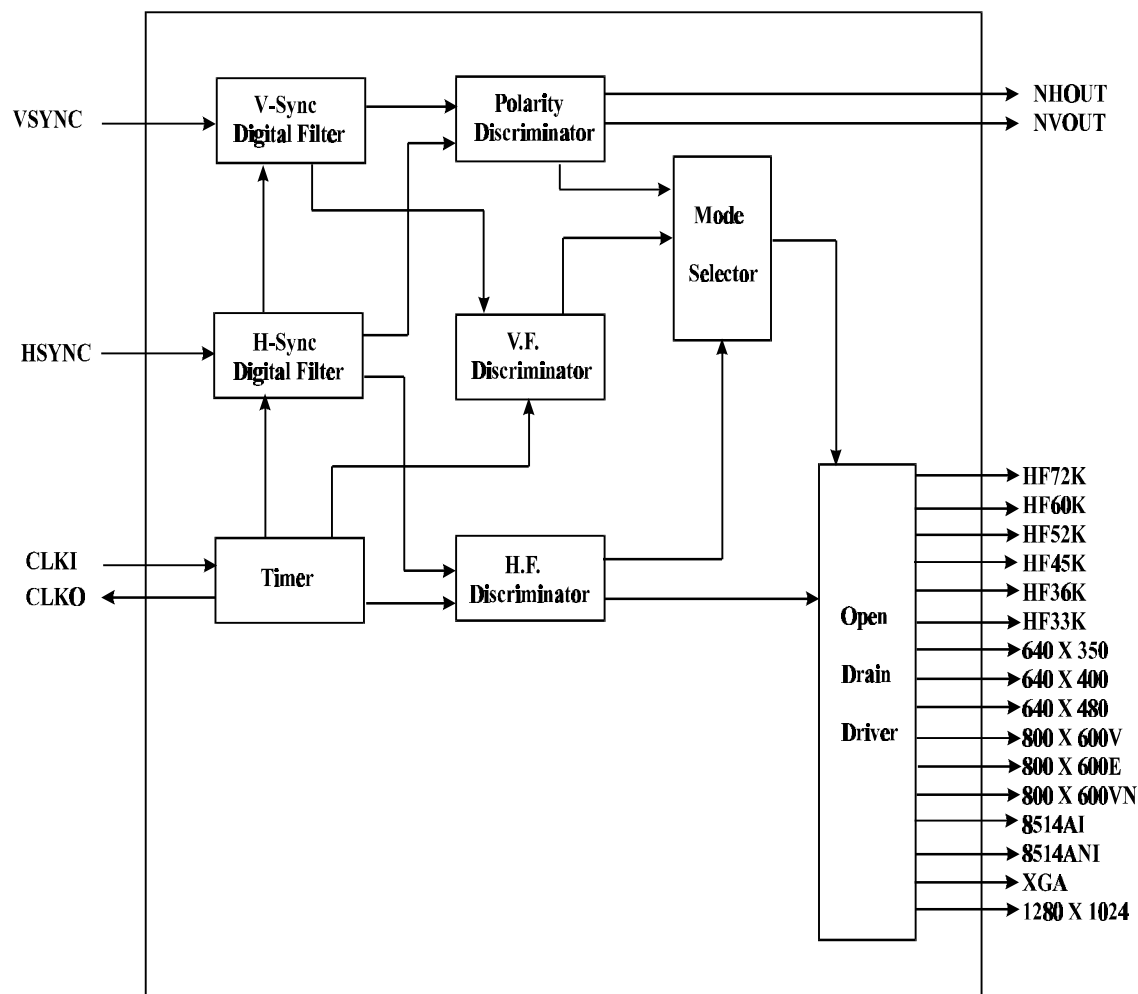 VSYNC
V-Sync
Digital Filter
Polarity
Discriminator
NHOUT
NVOUT
Mode
Selector
HSYNC
H-Sync
Digital Filter
V.F.
Discriminator
CLKI
CLKO
Timer
H.F.
Discriminator
Open
Drain
Driver
HF72K
HF60K
HF52K
HF45K
HF36K
HF33K
640 X 350
640 X 400
640 X 480
800 X 600V
800 X 600E
800 X 600VN
8514AI
8514ANI
XGA
1280 X 1024